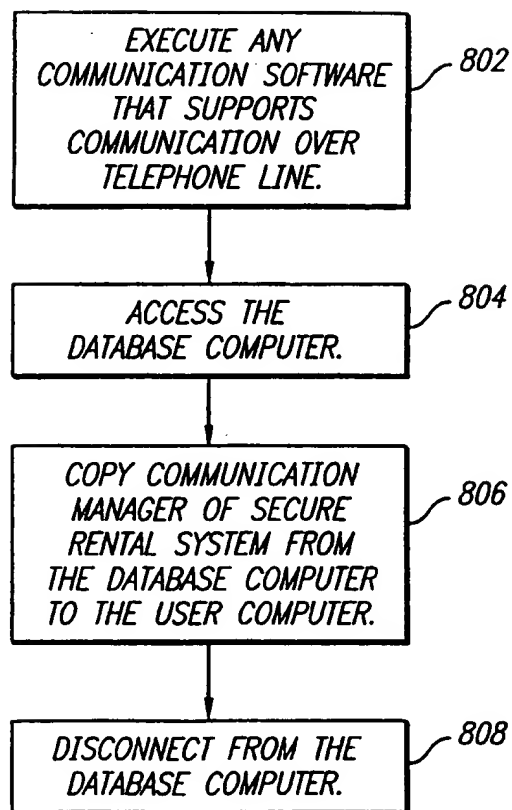 EXECUTE ANY
COMMUNICATION SOFTWARE
THAT SUPPORTS
COMMUNICATION OVER
TELEPHONE LINE.
802
ACCESS THE
DATABASE COMPUTER.
804
COPY COMMUNICATION
MANAGER OF SECURE
RENTAL SYSTEM FROM
THE DATABASE COMPUTER
TO THE USER COMPUTER.
806
DISCONNECT FROM THE
DATABASE COMPUTER.
808